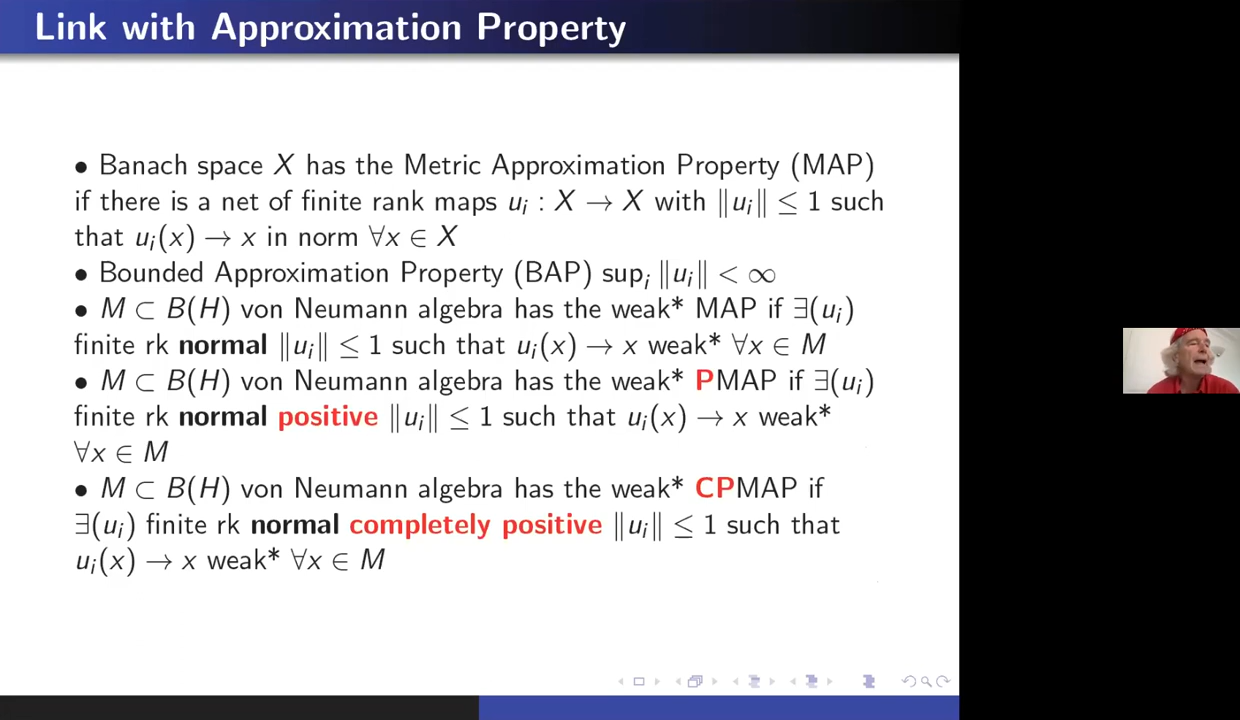 Link with Approximation Property
• Banach space X has the Metric Approximation Property (MAP)
if there is a net of finite rank maps uᵢ : X → X with ‖uᵢ‖ ≤ 1 such
that uᵢ(x) → x in norm ∀x ∈ X
• Bounded Approximation Property (BAP) supᵢ ‖uᵢ‖ < ∞
• M ⊂ B(H) von Neumann algebra has the weak* MAP if ∃(uᵢ)
finite rk normal ‖uᵢ‖ ≤ 1 such that uᵢ(x) → x weak* ∀x ∈ M
• M ⊂ B(H) von Neumann algebra has the weak* PMAP if ∃(uᵢ)
finite rk normal positive ‖uᵢ‖ ≤ 1 such that uᵢ(x) → x weak*
∀x ∈ M
• M ⊂ B(H) von Neumann algebra has the weak* CPMAP if
∃(uᵢ) finite rk normal completely positive ‖uᵢ‖ ≤ 1 such that
uᵢ(x) → x weak* ∀x ∈ M